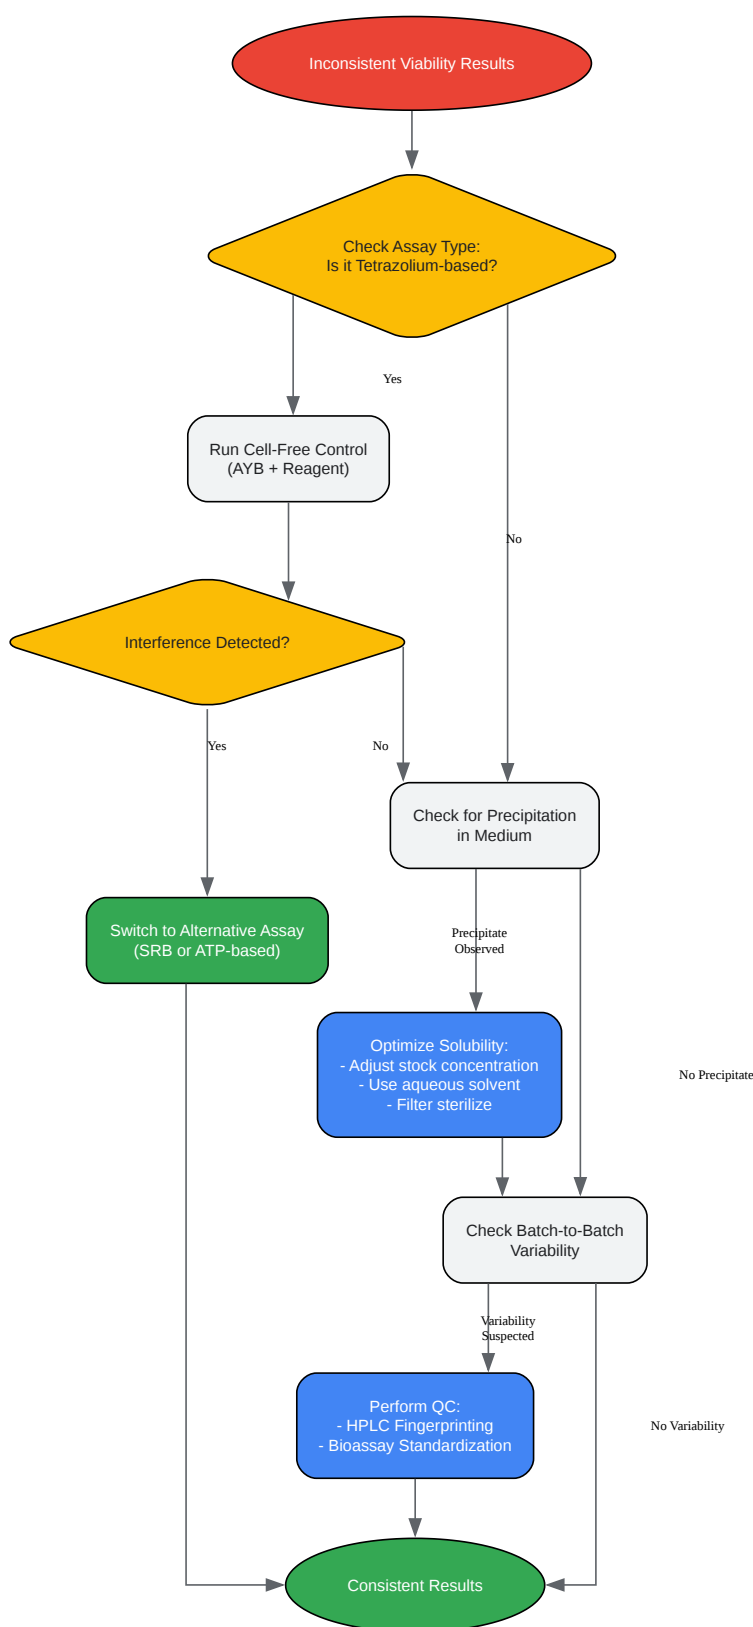 Inconsistent Viability Results
Check Assay Type:
Is it Tetrazolium-based?
Yes
Run Cell-Free Control
(AYB + Reagent)
No
Interference Detected?
Yes
No
Check for Precipitation
in Medium
Switch to Alternative Assay
(SRB or ATP-based)
Precipitate
Observed
Optimize Solubility:
- Adjust stock concentration
- Use aqueous solvent
- Filter sterilize
No Precipitate
Check Batch-to-Batch
Variability
Variability
Suspected
Perform QC:
- HPLC Fingerprinting
- Bioassay Standardization
No Variability
Consistent Results